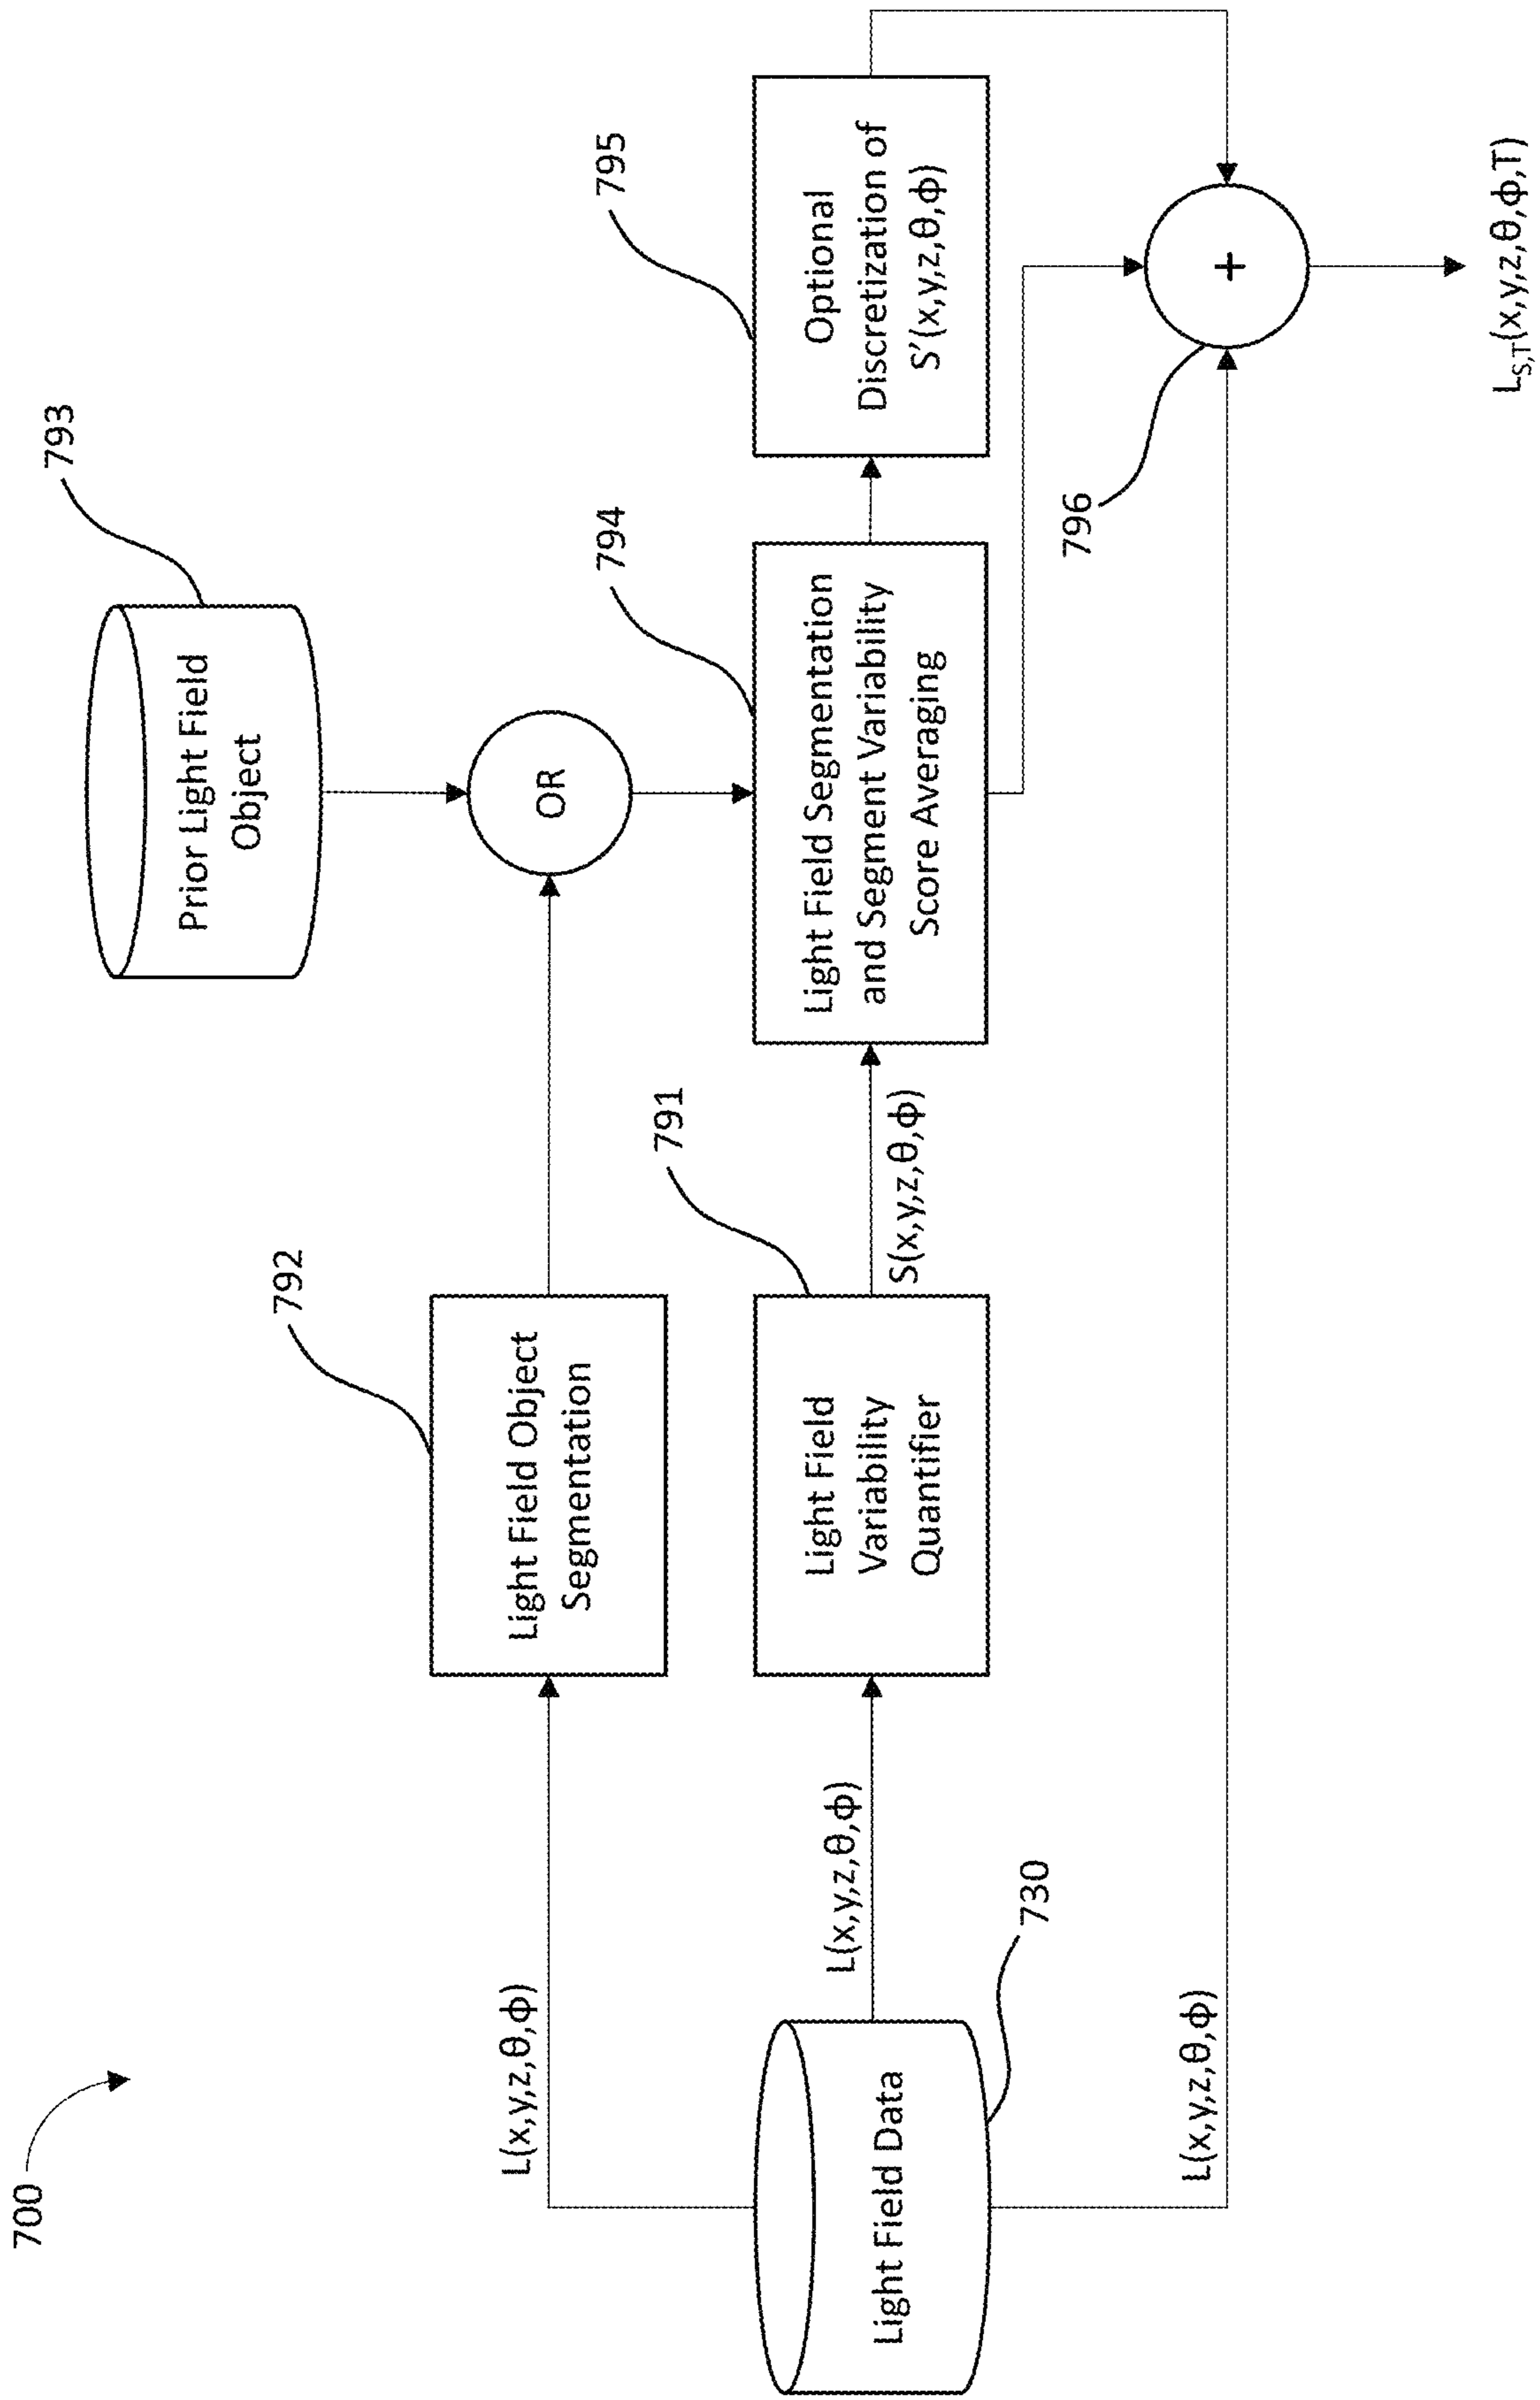 700
793
Prior Light Field
Object
792
Light Field Object
Segmentation
OR
795
Optional
Discretization of
S'(x,y,z,θ,ϕ)
794
Light Field Segmentation
and Segment Variability
Score Averaging
791
Light Field
Variability
Quantifier
S(x,y,z,θ,ϕ)
L(x,y,z,θ,ϕ)
L(x,y,z,θ,ϕ)
Light Field Data
730
L(x,y,z,θ,ϕ)
796
+
LS,T(x,y,z,θ,ϕ,T)